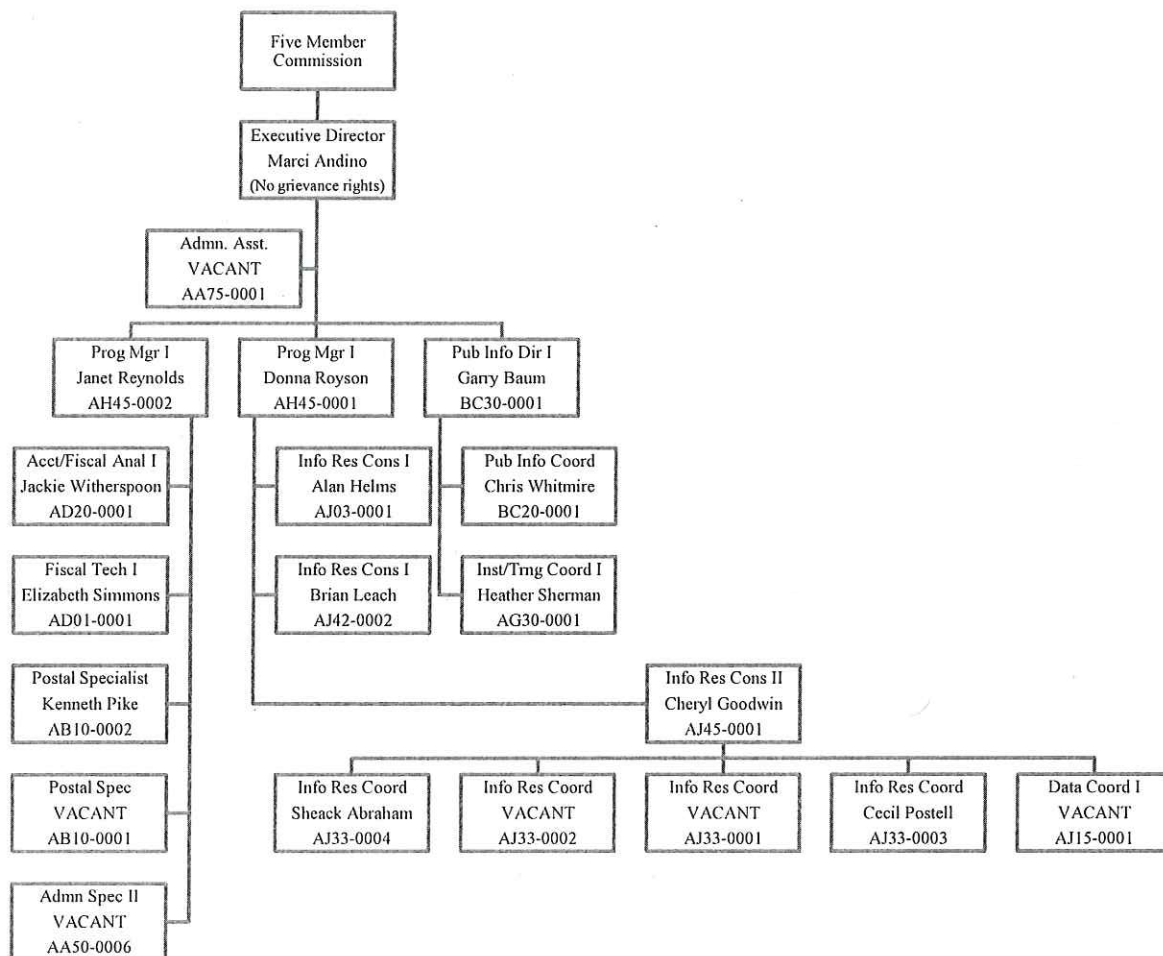 Five Member
Commission
Executive Director
Marci Andino
(No grievance rights)
Admn. Asst.
VACANT
AA75-0001
Prog Mgr I
Janet Reynolds
AH45-0002
Prog Mgr I
Donna Royson
AH45-0001
Pub Info Dir I
Garry Baum
BC30-0001
Acct/Fiscal Anal I
Jackie Witherspoon
AD20-0001
Info Res Cons I
Alan Helms
AJ03-0001
Pub Info Coord
Chris Whitmire
BC20-0001
Fiscal Tech I
Elizabeth Simmons
AD01-0001
Info Res Cons I
Brian Leach
AJ42-0002
Inst/Trng Coord I
Heather Sherman
AG30-0001
Postal Specialist
Kenneth Pike
AB10-0002
Info Res Cons II
Cheryl Goodwin
AJ45-0001
Postal Spec
VACANT
AB10-0001
Info Res Coord
Sheack Abraham
AJ33-0004
Info Res Coord
VACANT
AJ33-0002
Info Res Coord
VACANT
AJ33-0001
Info Res Coord
Cecil Postell
AJ33-0003
Data Coord I
VACANT
AJ15-0001
Admn Spec II
VACANT
AA50-0006